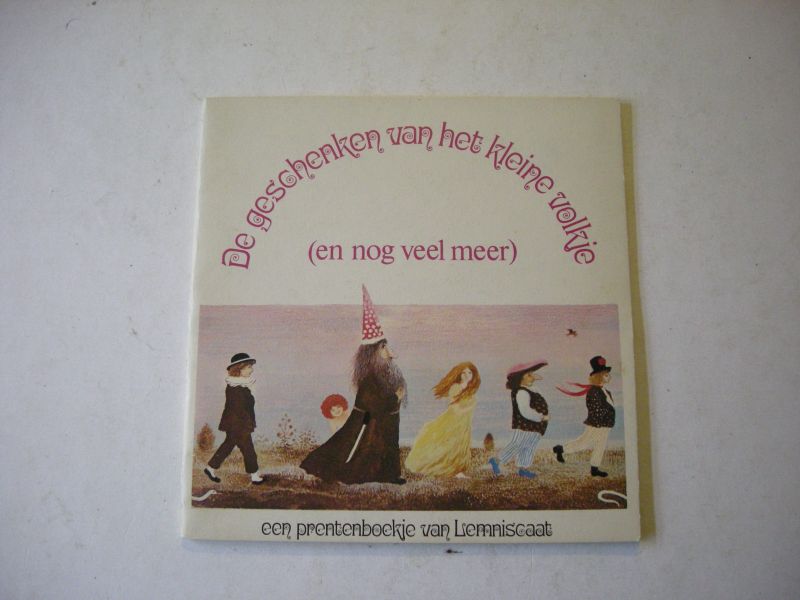 De geschenken van het kleine volkje
(en nog veel meer)
een prentenboekje van Lemniscaat